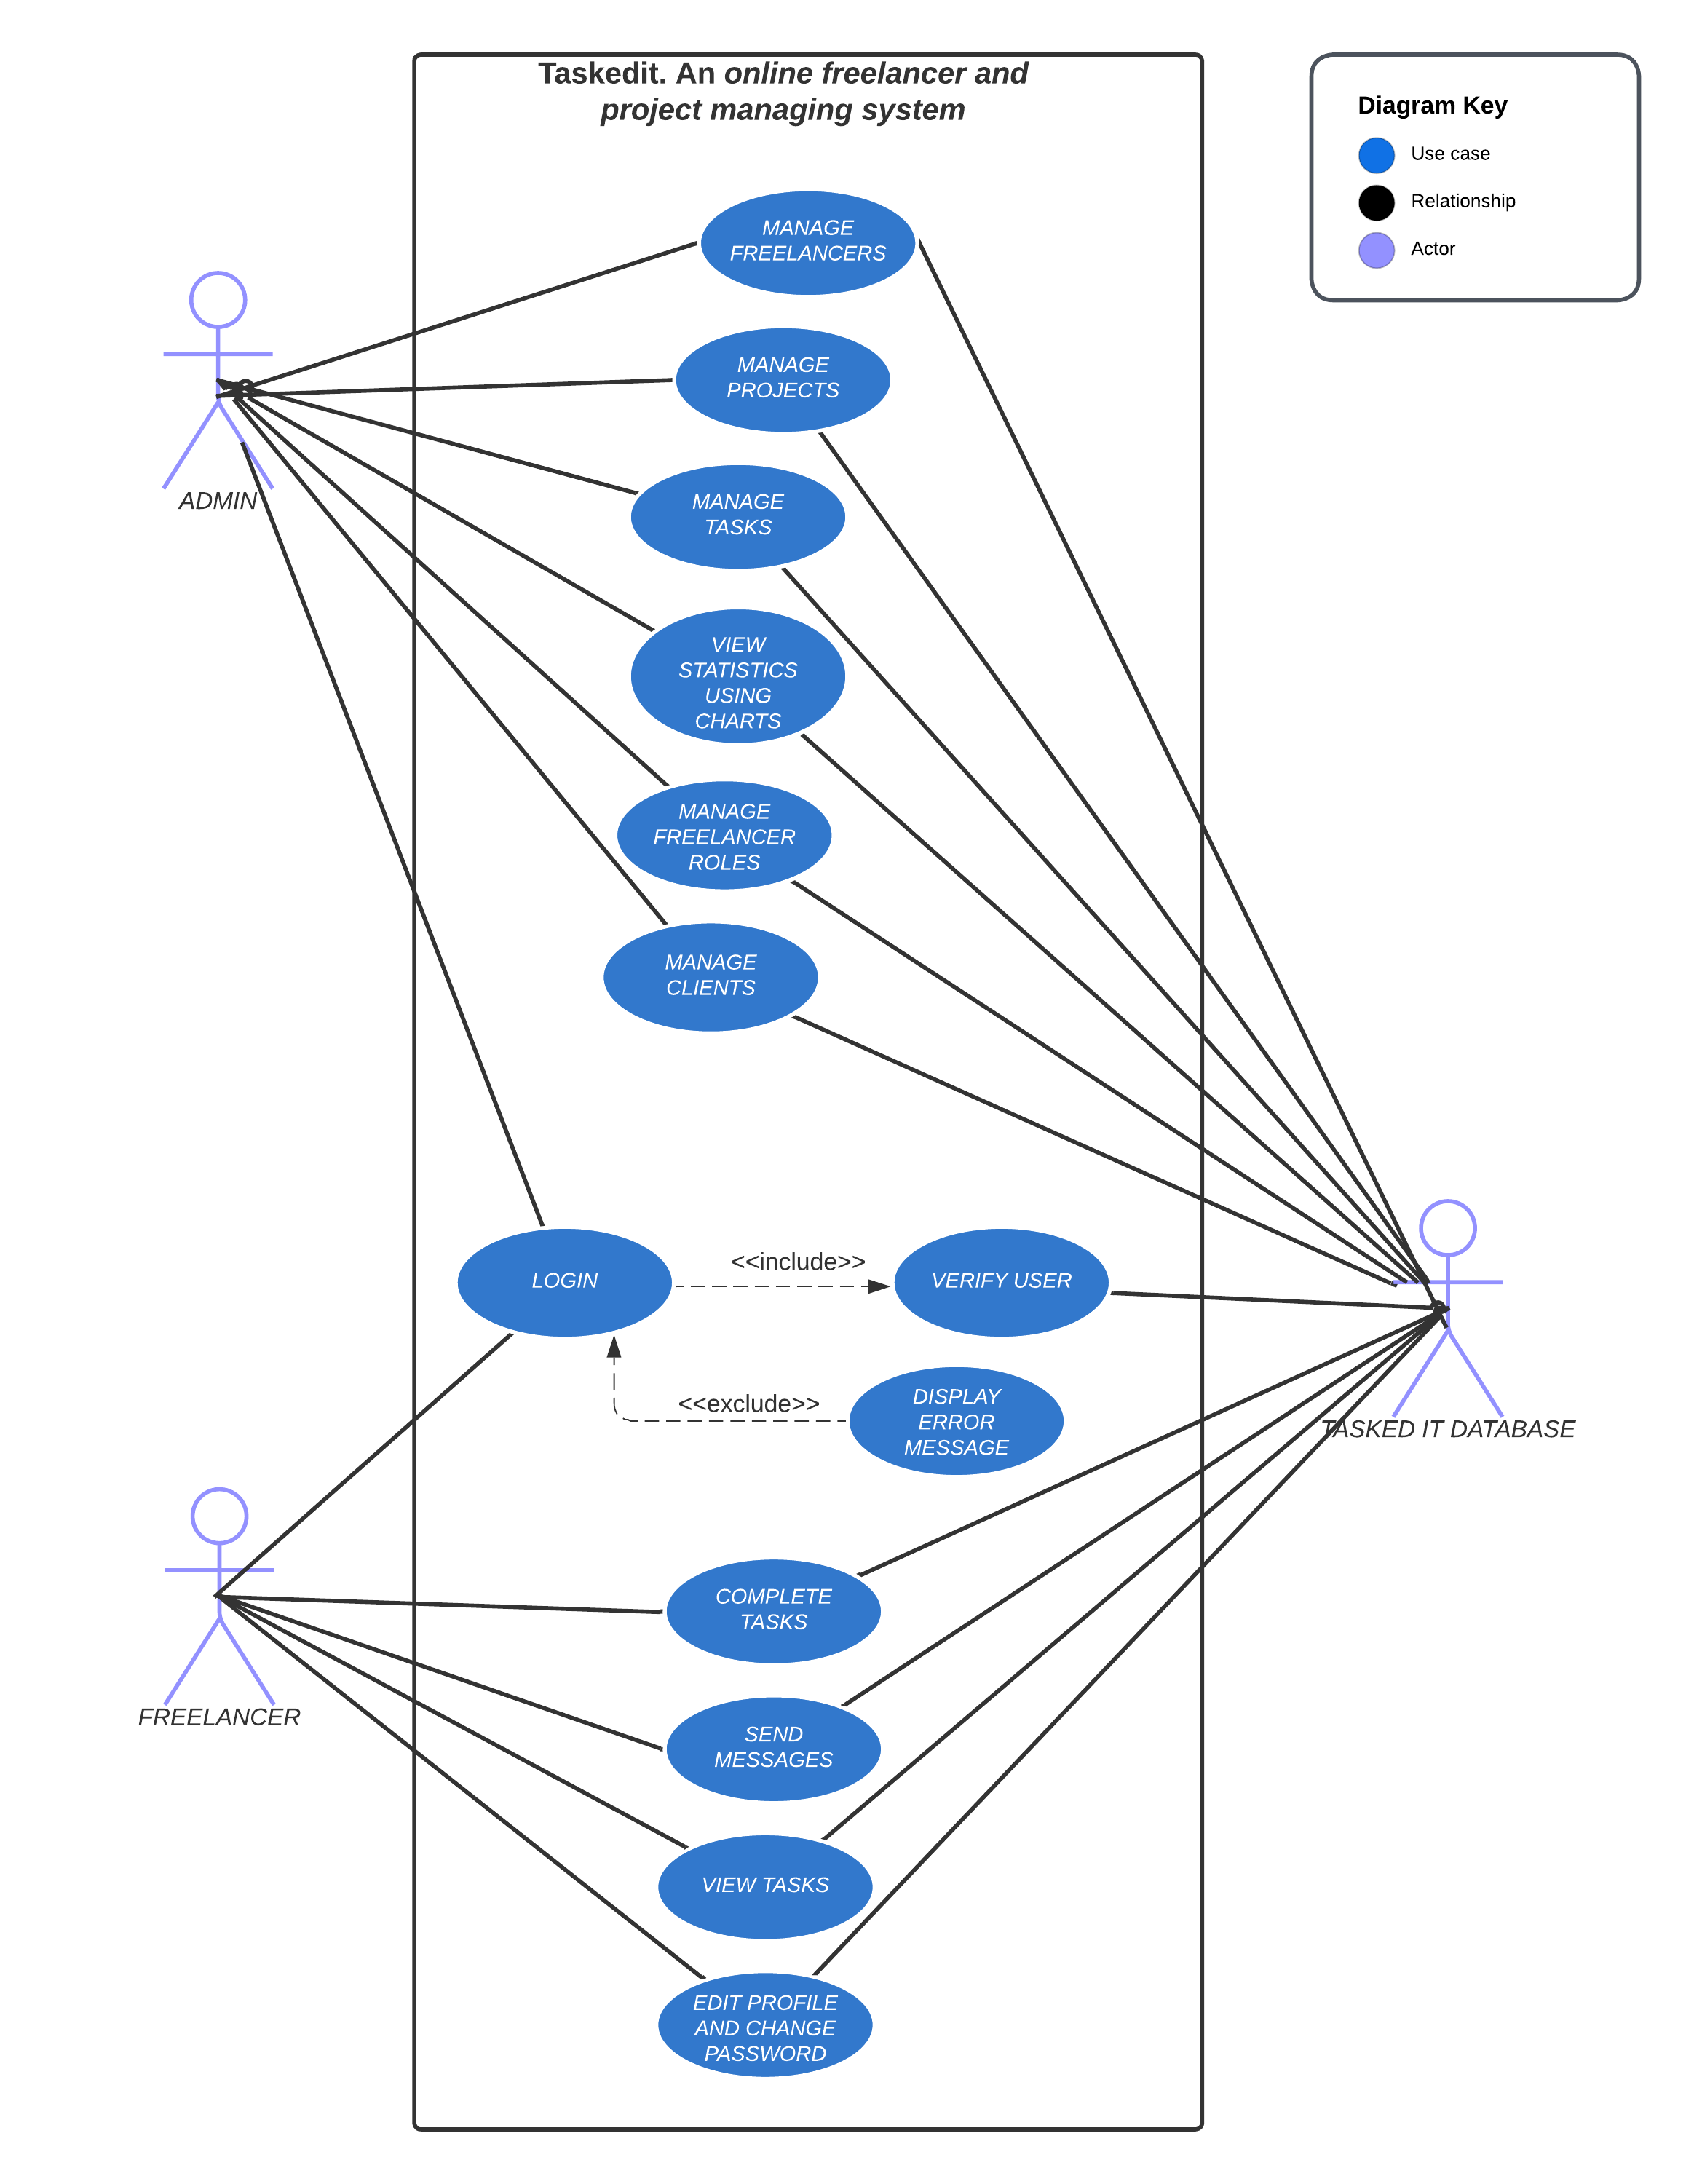 Taskedit. An online freelancer and
project managing system
Diagram Key
Use case
Relationship
Actor
MANAGE
FREELANCERS
MANAGE
PROJECTS
ADMIN
MANAGE
TASKS
VIEW
STATISTICS
USING
CHARTS
MANAGE
FREELANCER
ROLES
MANAGE
CLIENTS
LOGIN
<<include>>
VERIFY USER
<<exclude>>
DISPLAY
ERROR
MESSAGE
TASKED IT DATABASE
FREELANCER
COMPLETE
TASKS
SEND
MESSAGES
VIEW TASKS
EDIT PROFILE
AND CHANGE
PASSWORD